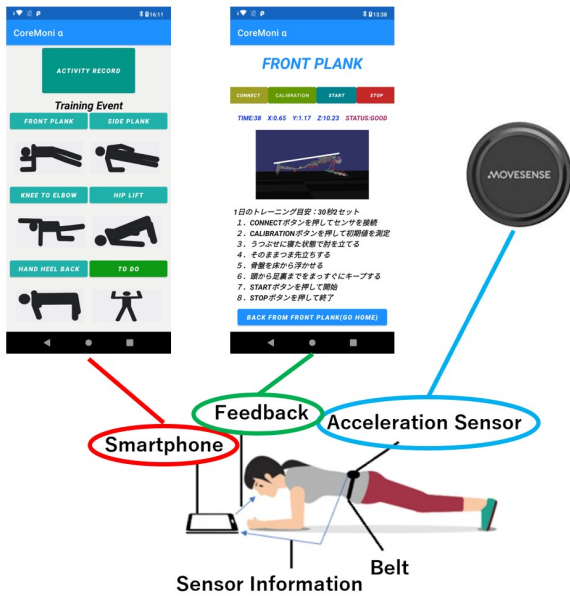 16:11
CoreMoni α
ACTIVITY RECORD
Training Event
FRONT PLANK
SIDE PLANK
KNEE TO ELBOW
HIP LIFT
HAND HEEL BACK
TO DO
13:38
CoreMoni α
FRONT PLANK
CONNECT
CALIBRATION
START
STOP
TIME:38 X:0.65 Y:1.17 Z:10.23 STATUS:GOOD
1日のトレーニング目安：30秒2セット
1．CONNECTボタンを押してセンサを接続
2．CALIBRATIONボタンを押して初期値を測定
3．うつぶせに寝た状態で肘を立てる
4．そのままつま先立ちする
5．骨盤を床から浮かせる
6．頭から足裏までをまっすぐにキープする
7．STARTボタンを押して開始
8．STOPボタンを押して終了
BACK FROM FRONT PLANK(GO HOME)
MOVESENSE
Feedback
Smartphone
Acceleration Sensor
Belt
Sensor Information